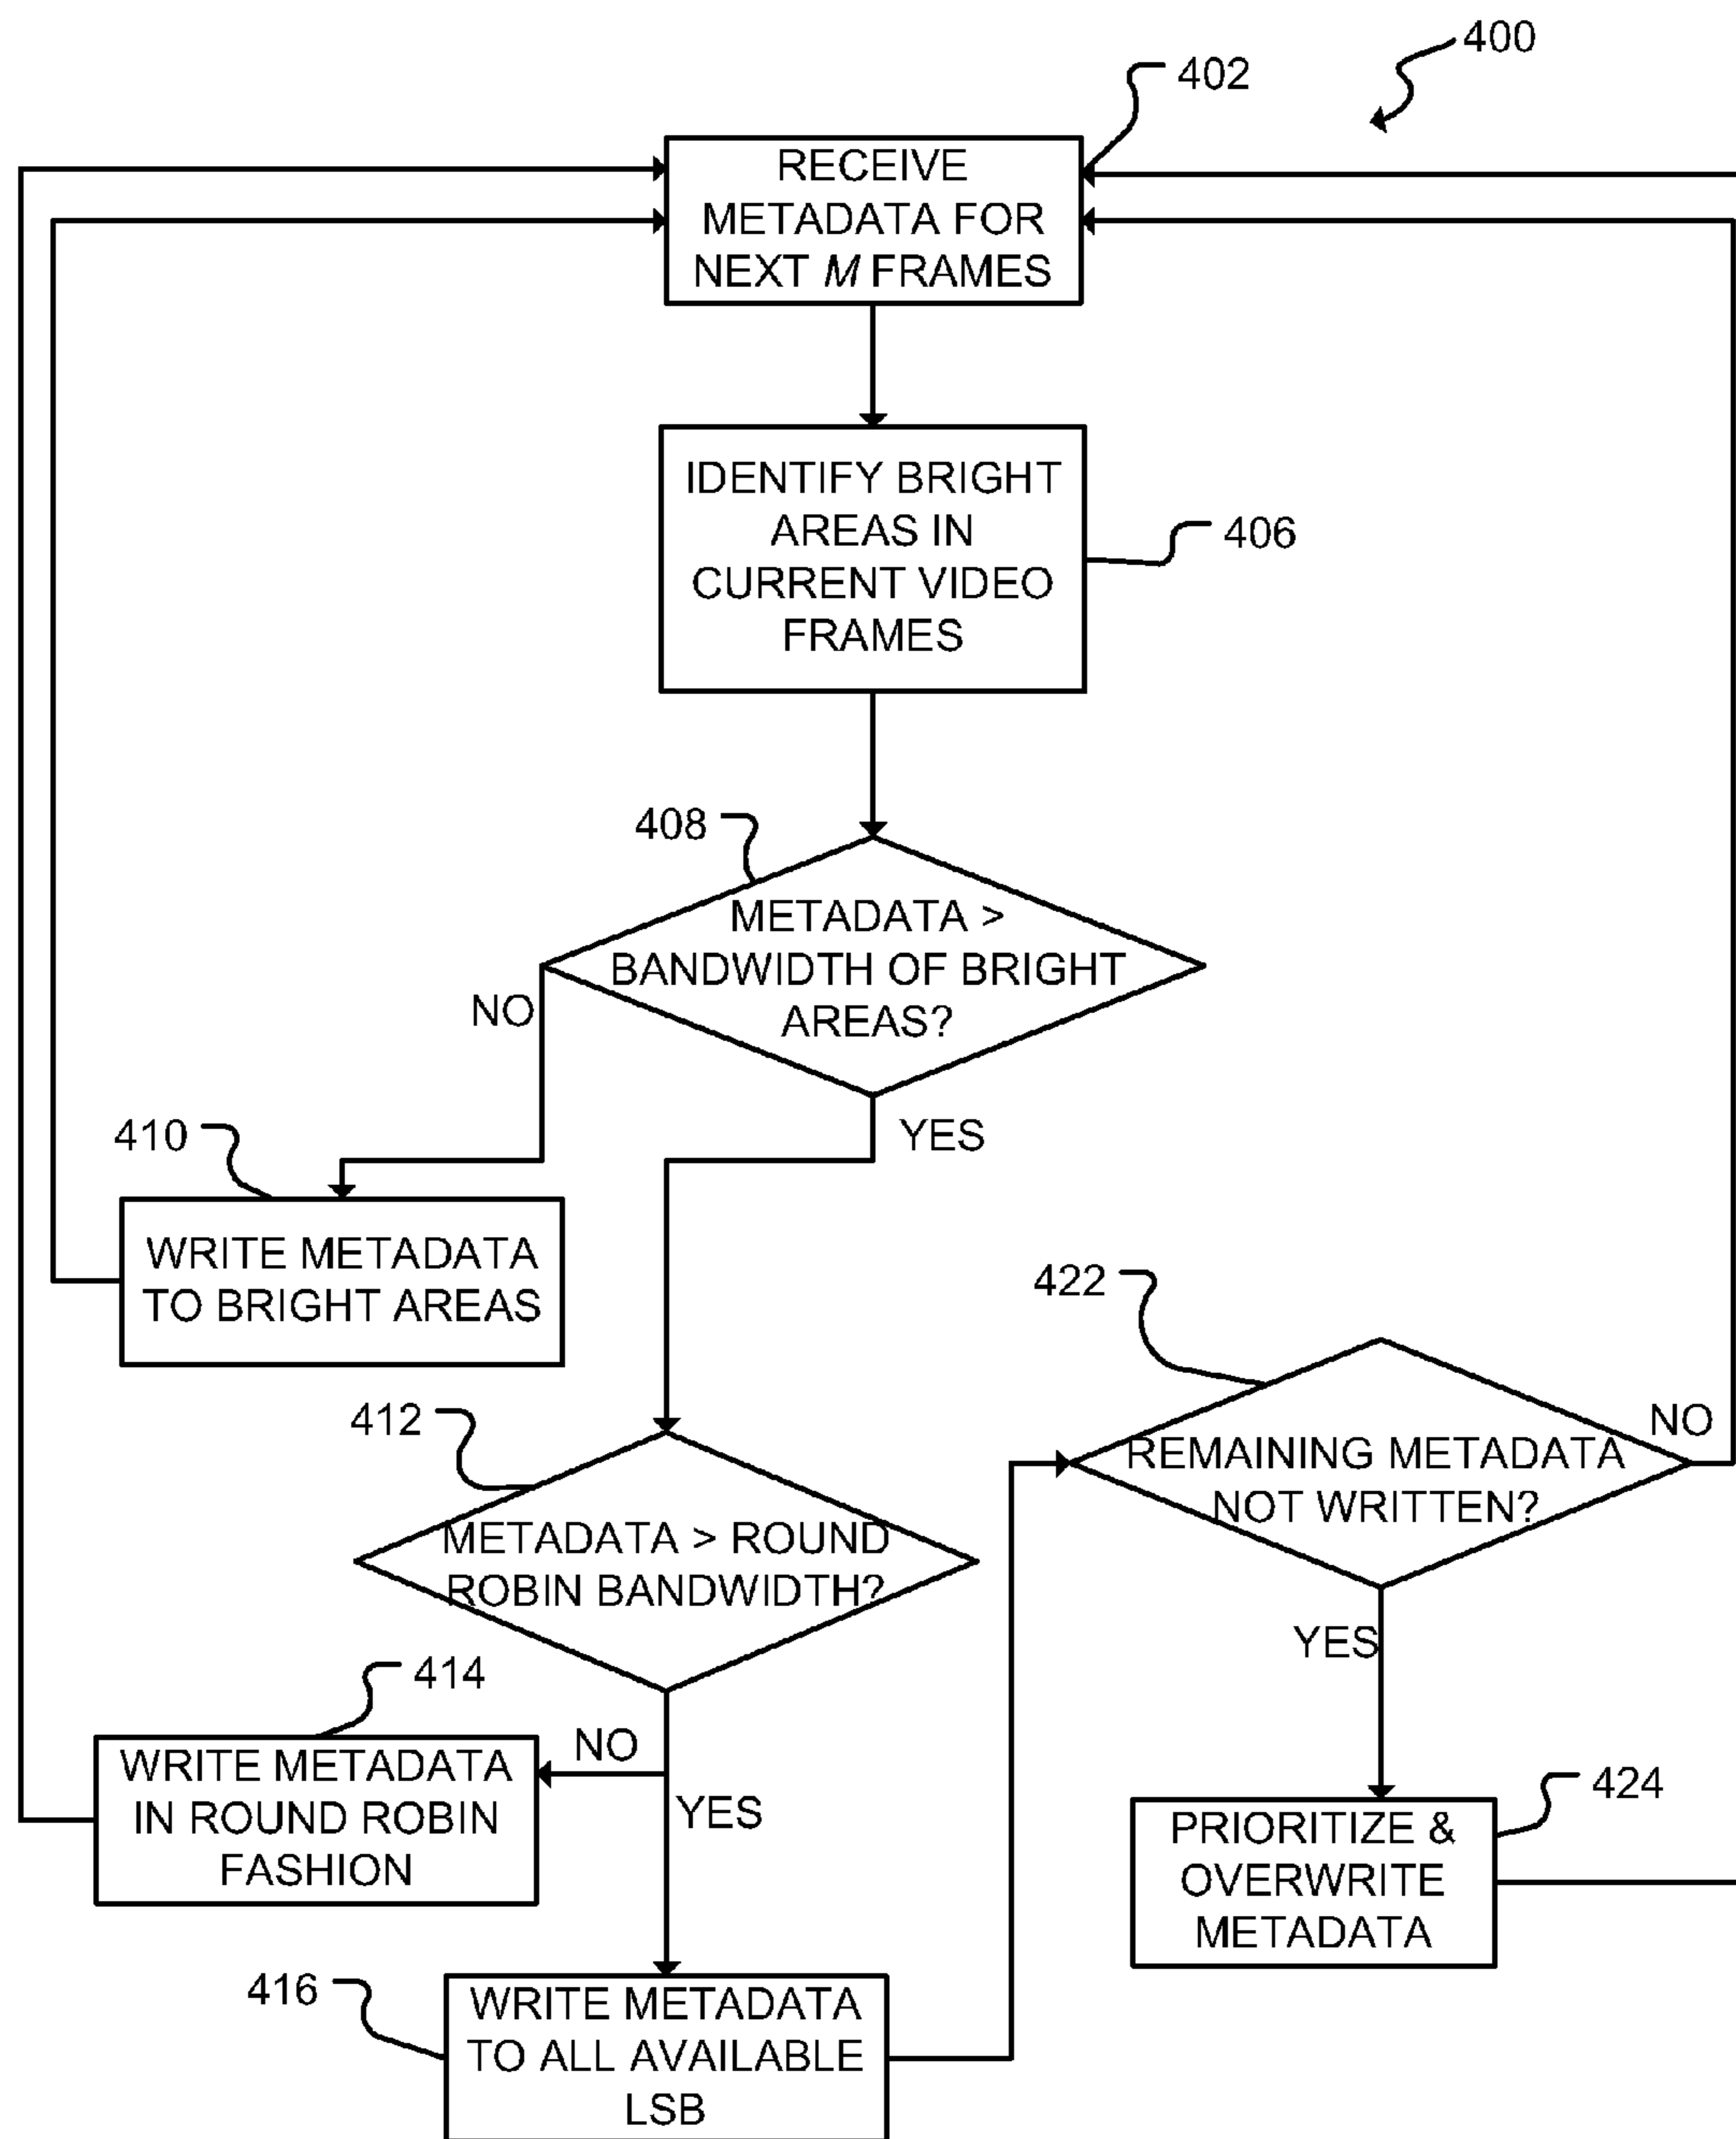 400
402
RECEIVE
METADATA FOR
NEXT M FRAMES
IDENTIFY BRIGHT
AREAS IN
CURRENT VIDEO
FRAMES
406
408
METADATA >
BANDWIDTH OF BRIGHT
AREAS?
NO
YES
410
WRITE METADATA
TO BRIGHT AREAS
412
METADATA > ROUND
ROBIN BANDWIDTH?
422
REMAINING METADATA
NOT WRITTEN?
NO
YES
414
WRITE METADATA
IN ROUND ROBIN
FASHION
NO
YES
416
WRITE METADATA
TO ALL AVAILABLE
LSB
424
PRIORITIZE &
OVERWRITE
METADATA